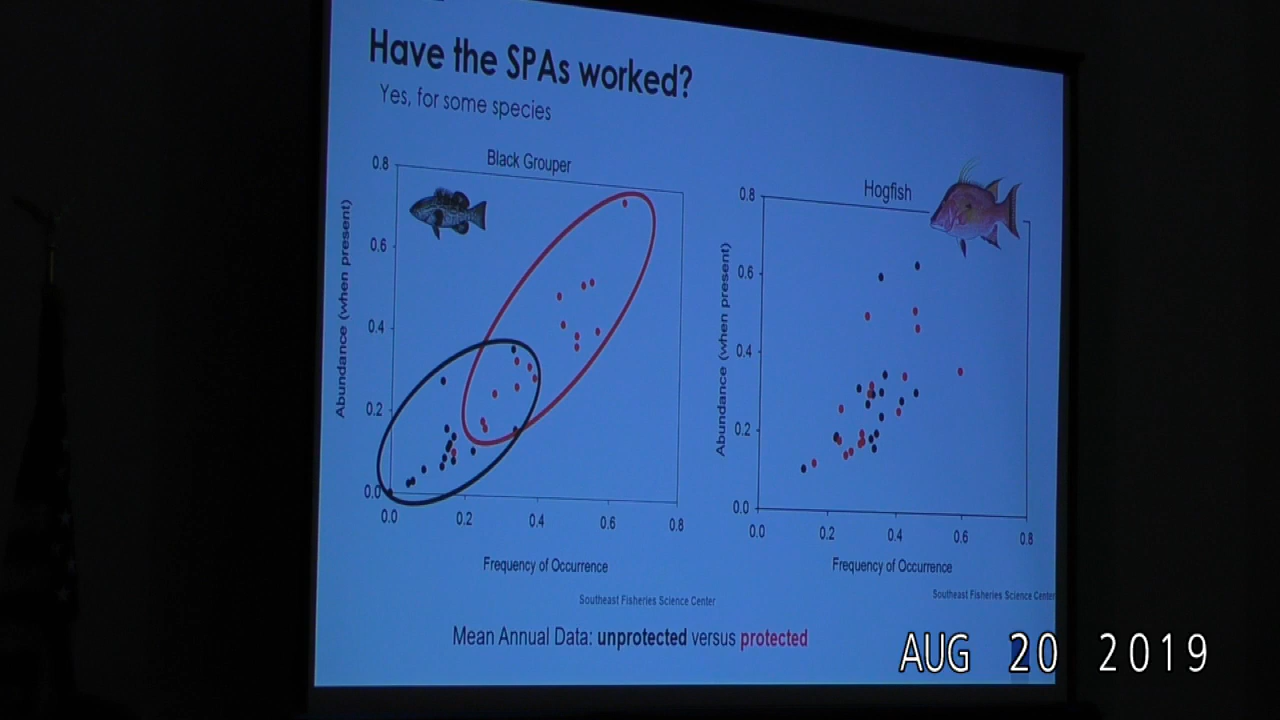 Have the SPAs worked?
Yes, for some species
Black Grouper
0.8
0.6
0.4
0.2
0.0
Abundance (when present)
0.0 0.2 0.4 0.6 0.8
Frequency of Occurrence
Southeast Fisheries Science Center
Hogfish
0.8
0.6
0.4
0.2
0.0
Abundance (when present)
0.0 0.2 0.4 0.6 0.8
Frequency of Occurrence
Southeast Fisheries Science Center
Mean Annual Data: unprotected versus protected
AUG 20 2019